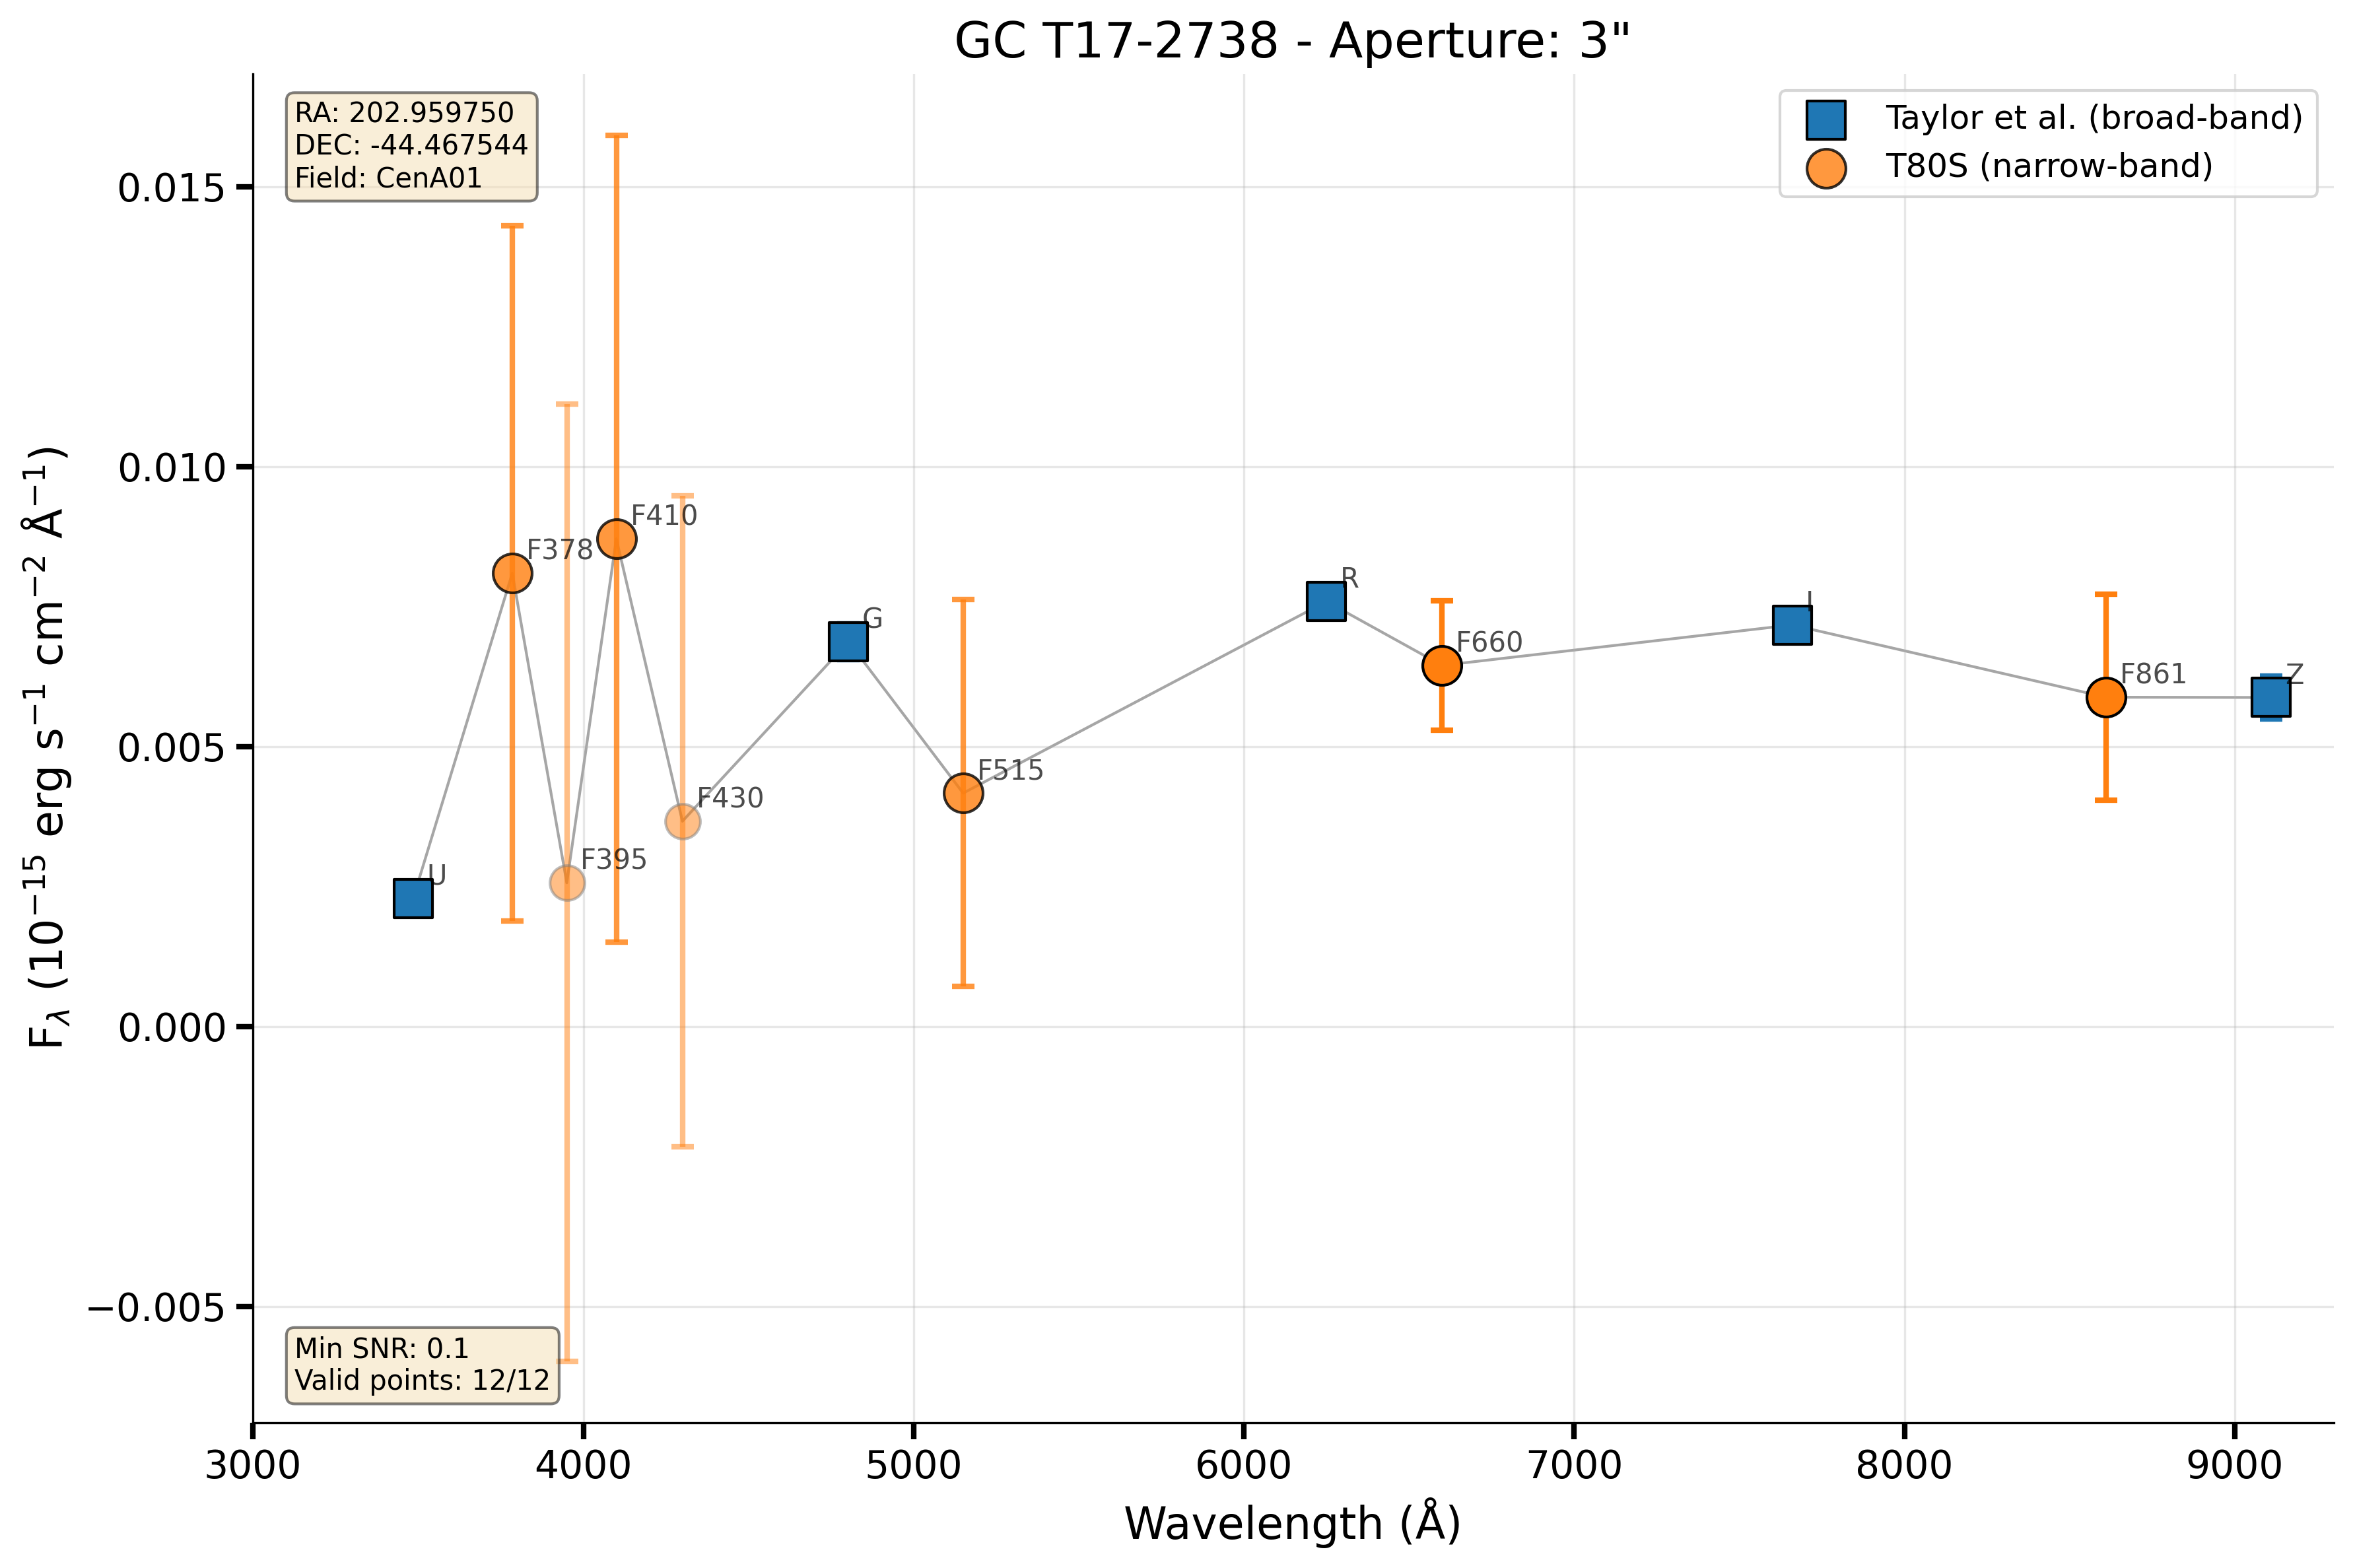 GC T17-2738 - Aperture: 3"
RA: 202.959750
DEC: -44.467544
Field: CenA01
Taylor et al. (broad-band)
T80S (narrow-band)
0.015
0.010
0.005
0.000
−0.005
F378
F410
F395
F430
U
G
F515
R
F660
I
F861
Z
Min SNR: 0.1
Valid points: 12/12
3000
4000
5000
6000
7000
8000
9000
Wavelength (Å)
Fλ (10⁻¹⁵ erg s⁻¹ cm⁻² Å⁻¹)